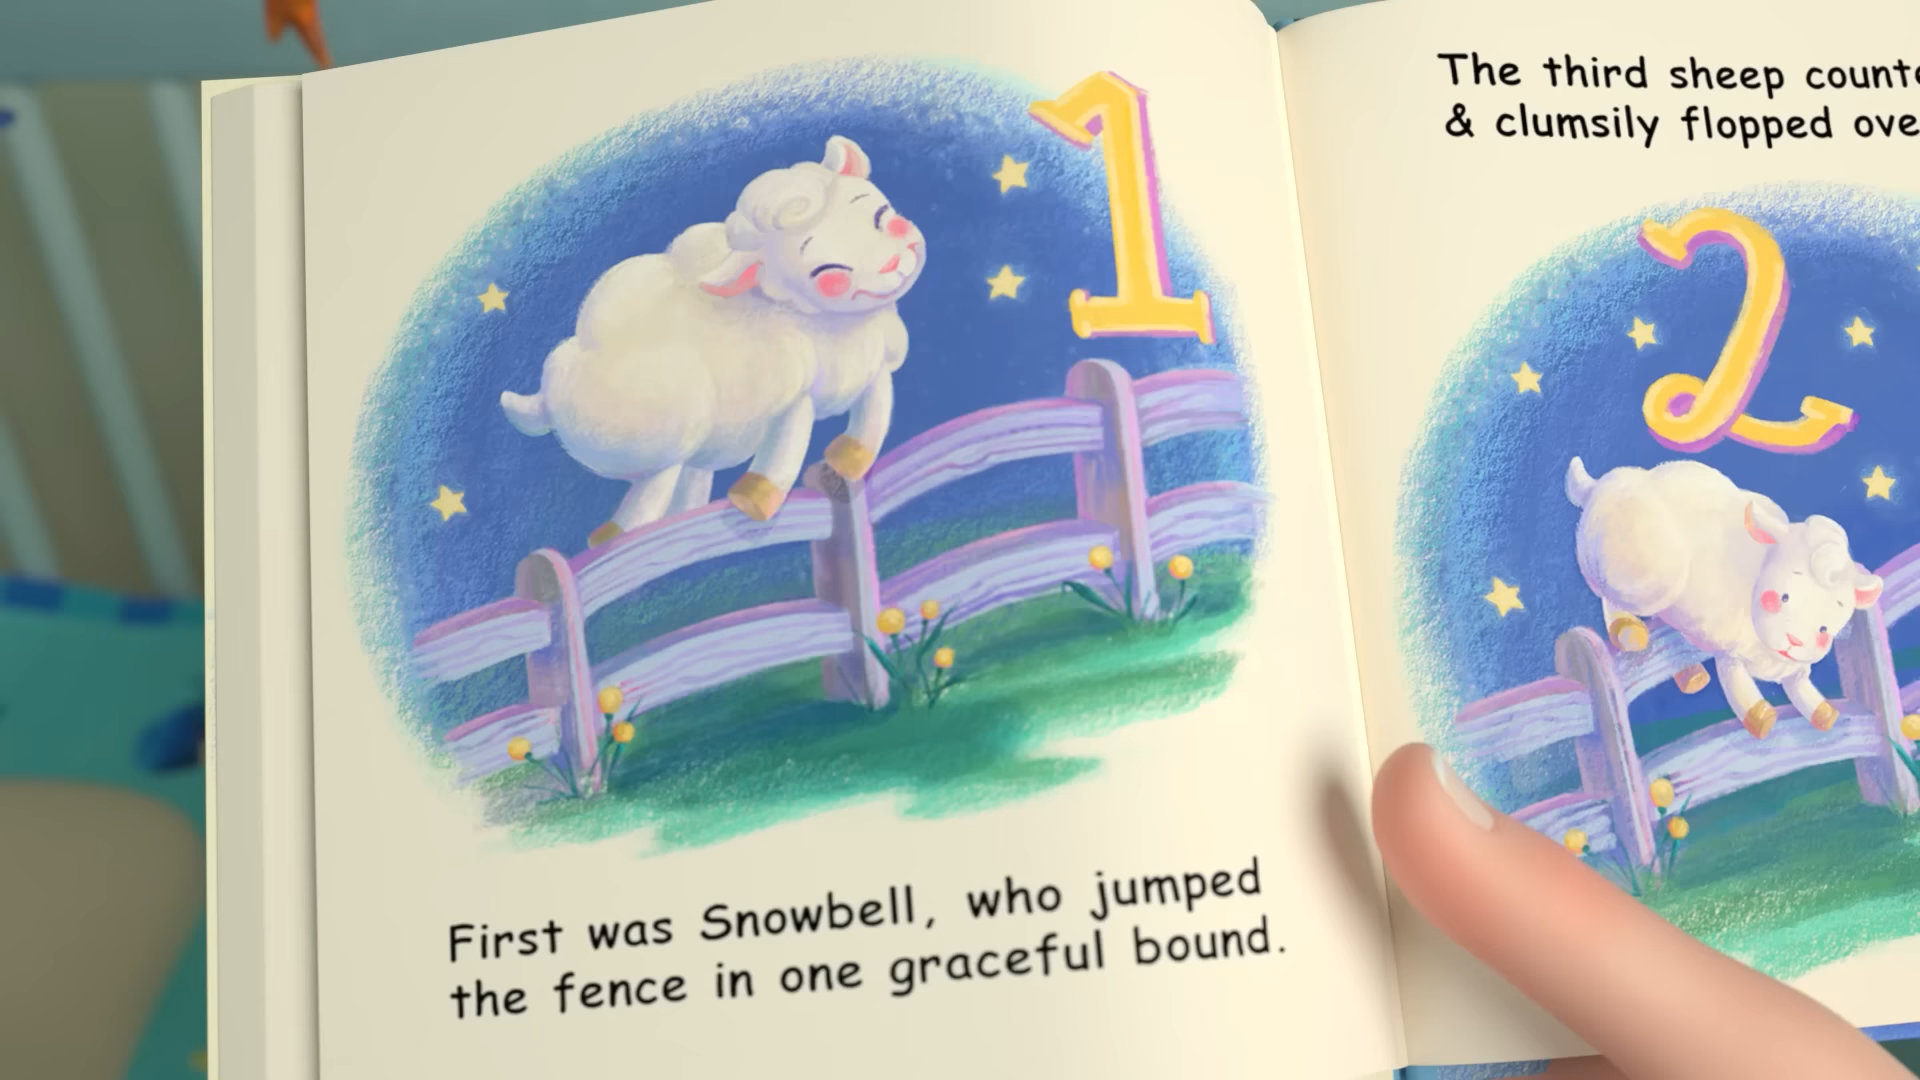 1
First was Snowbell, who jumped
the fence in one graceful bound.
The third sheep
& clumsily flopped
2